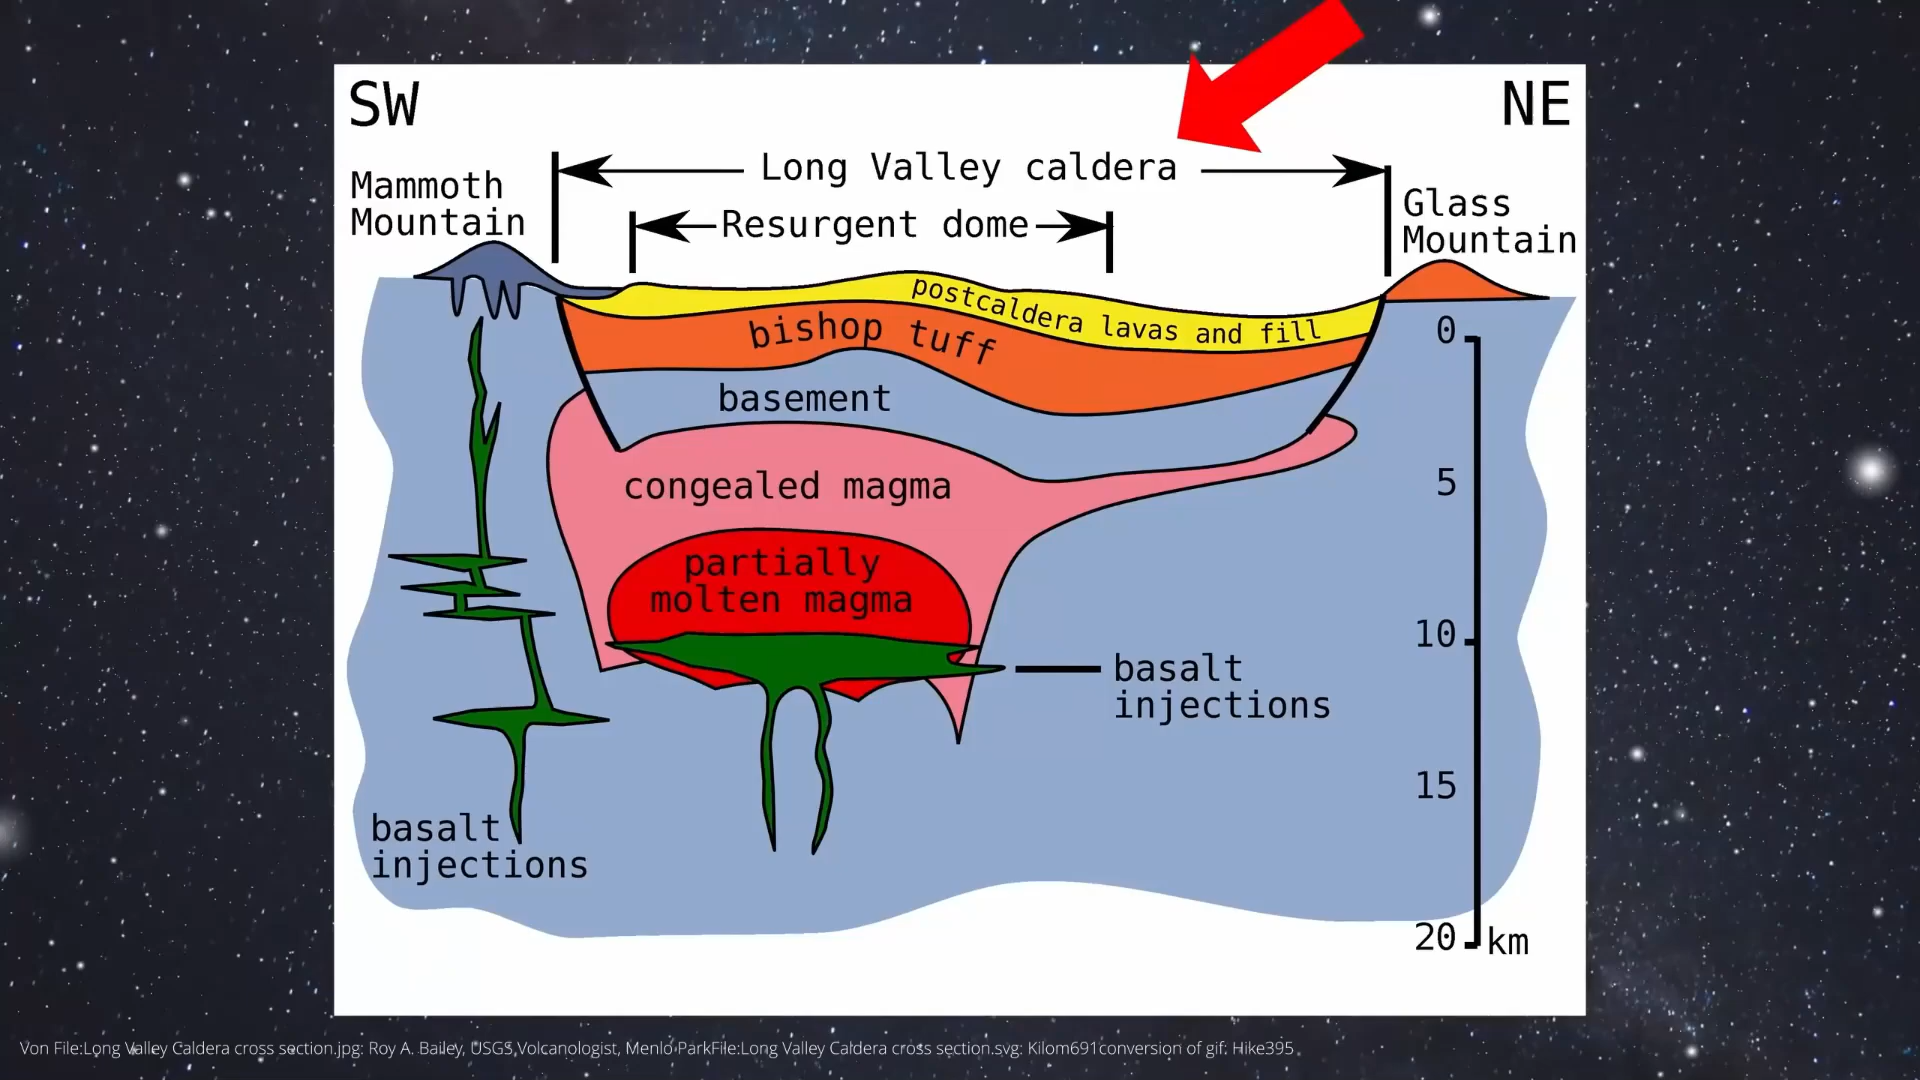 SW
NE
Long Valley caldera
Mammoth
Mountain
Glass
Mountain
Resurgent dome
postcaldera lavas and fill
bishop tuff
0
basement
5
congealed magma
partially
molten magma
10
basalt
injections
15
basalt
injections
20 km
Von File:Long Valley Caldera cross section.jpg: Roy A. Bailey, USGS Volcanologist, Menlo ParkFile:Long Valley Caldera cross section.svg: Kilom691conversion of gif: Hike395